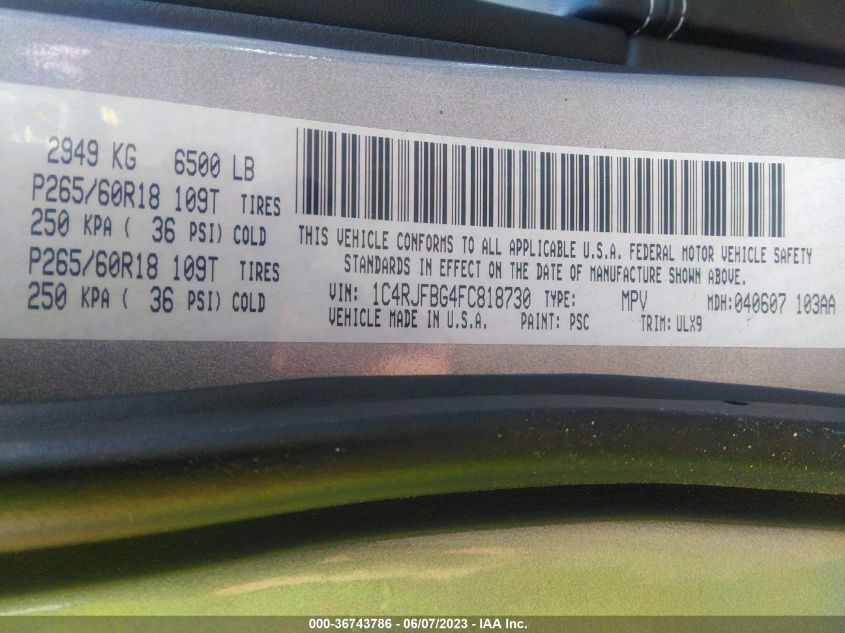 2949 KG 6500 LB
P265/60R18 109T TIRES
250 KPA ( 36 PSI) COLD
P265/60R18 109T TIRES
250 KPA ( 36 PSI) COLD
THIS VEHICLE CONFORMS TO ALL APPLICABLE U.S.A. FEDERAL MOTOR VEHICLE SAFETY
STANDARDS IN EFFECT ON THE DATE OF MANUFACTURE SHOWN ABOVE.
VIN: 1C4RJFBG4FC818730 TYPE: MPV MDH:040607 103AA
VEHICLE MADE IN U.S.A. PAINT: PSC TRIM: ULX9
000-36743786 - 06/07/2023 - IAA Inc.